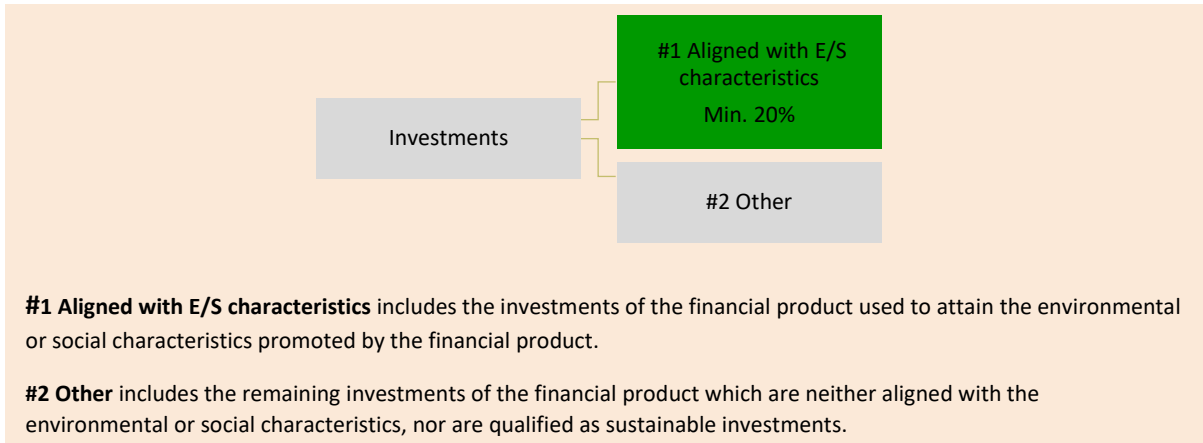 #1 Aligned with E/S
characteristics
Min. 20%
Investments
#2 Other
#1 Aligned with E/S characteristics includes the investments of the financial product used to attain the environmental
or social characteristics promoted by the financial product.
#2 Other includes the remaining investments of the financial product which are neither aligned with the
environmental or social characteristics, nor are qualified as sustainable investments.